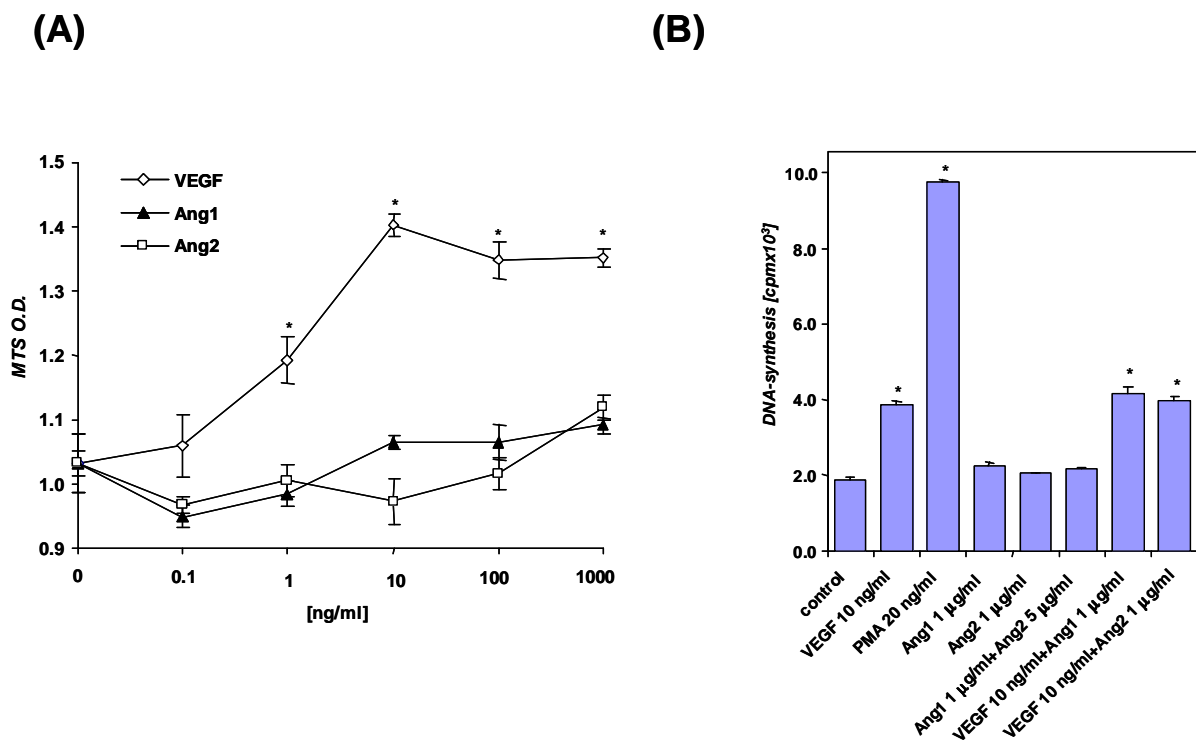 (A)
(B)
MTS O.D.
1.5
1.4
1.3
1.2
1.1
1.0
0.9
VEGF
Ang1
Ang2
*
*
*
*
0
0.1
1
10
100
1000
[ng/ml]
DNA-synthesis [cpmx10³]
10.0
8.0
6.0
4.0
2.0
0.0
*
*
*
*
control
VEGF 10 ng/ml
PMA 20 ng/ml
Ang1 1 μg/ml
Ang2 1 μg/ml
Ang1 1 μg/ml+Ang2 5 μg/ml
VEGF 10 ng/ml+Ang1 1 μg/ml
VEGF 10 ng/ml+Ang2 1 μg/ml